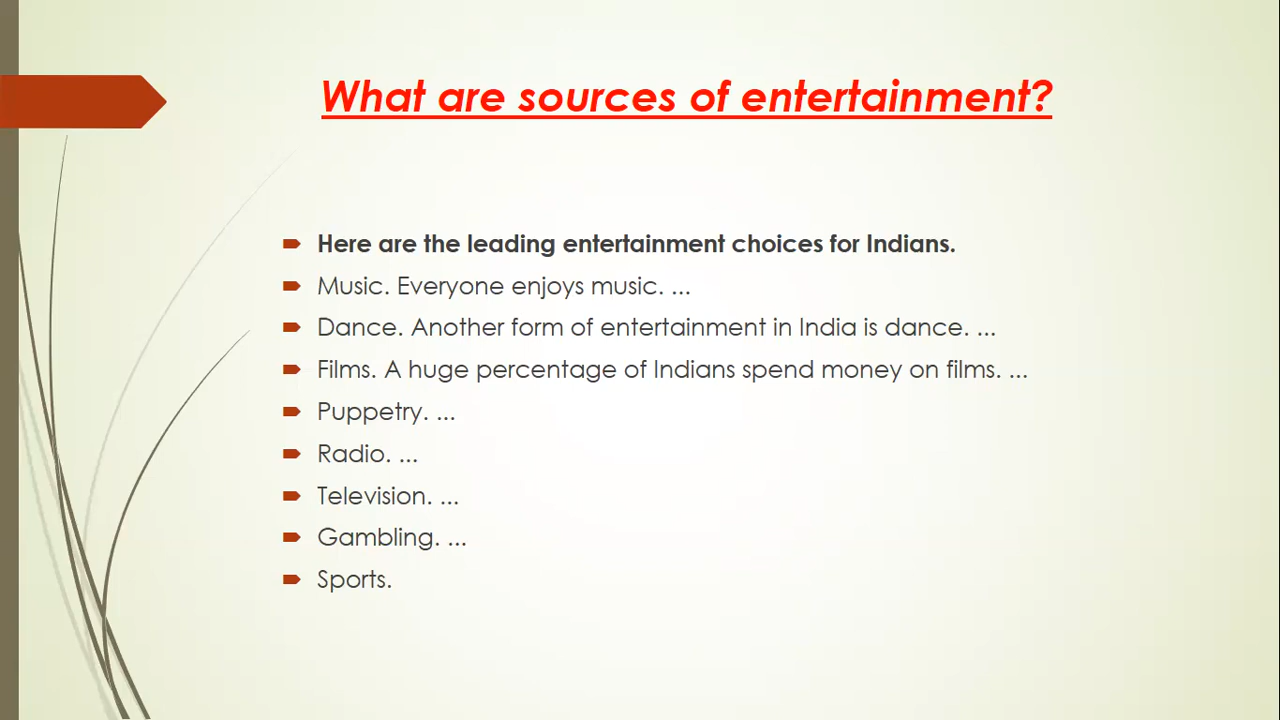 What are sources of entertainment?
Here are the leading entertainment choices for Indians.
Music. Everyone enjoys music. ...
Dance. Another form of entertainment in India is dance. ...
Films. A huge percentage of Indians spend money on films. ...
Puppetry. ...
Radio. ...
Television. ...
Gambling. ...
Sports.